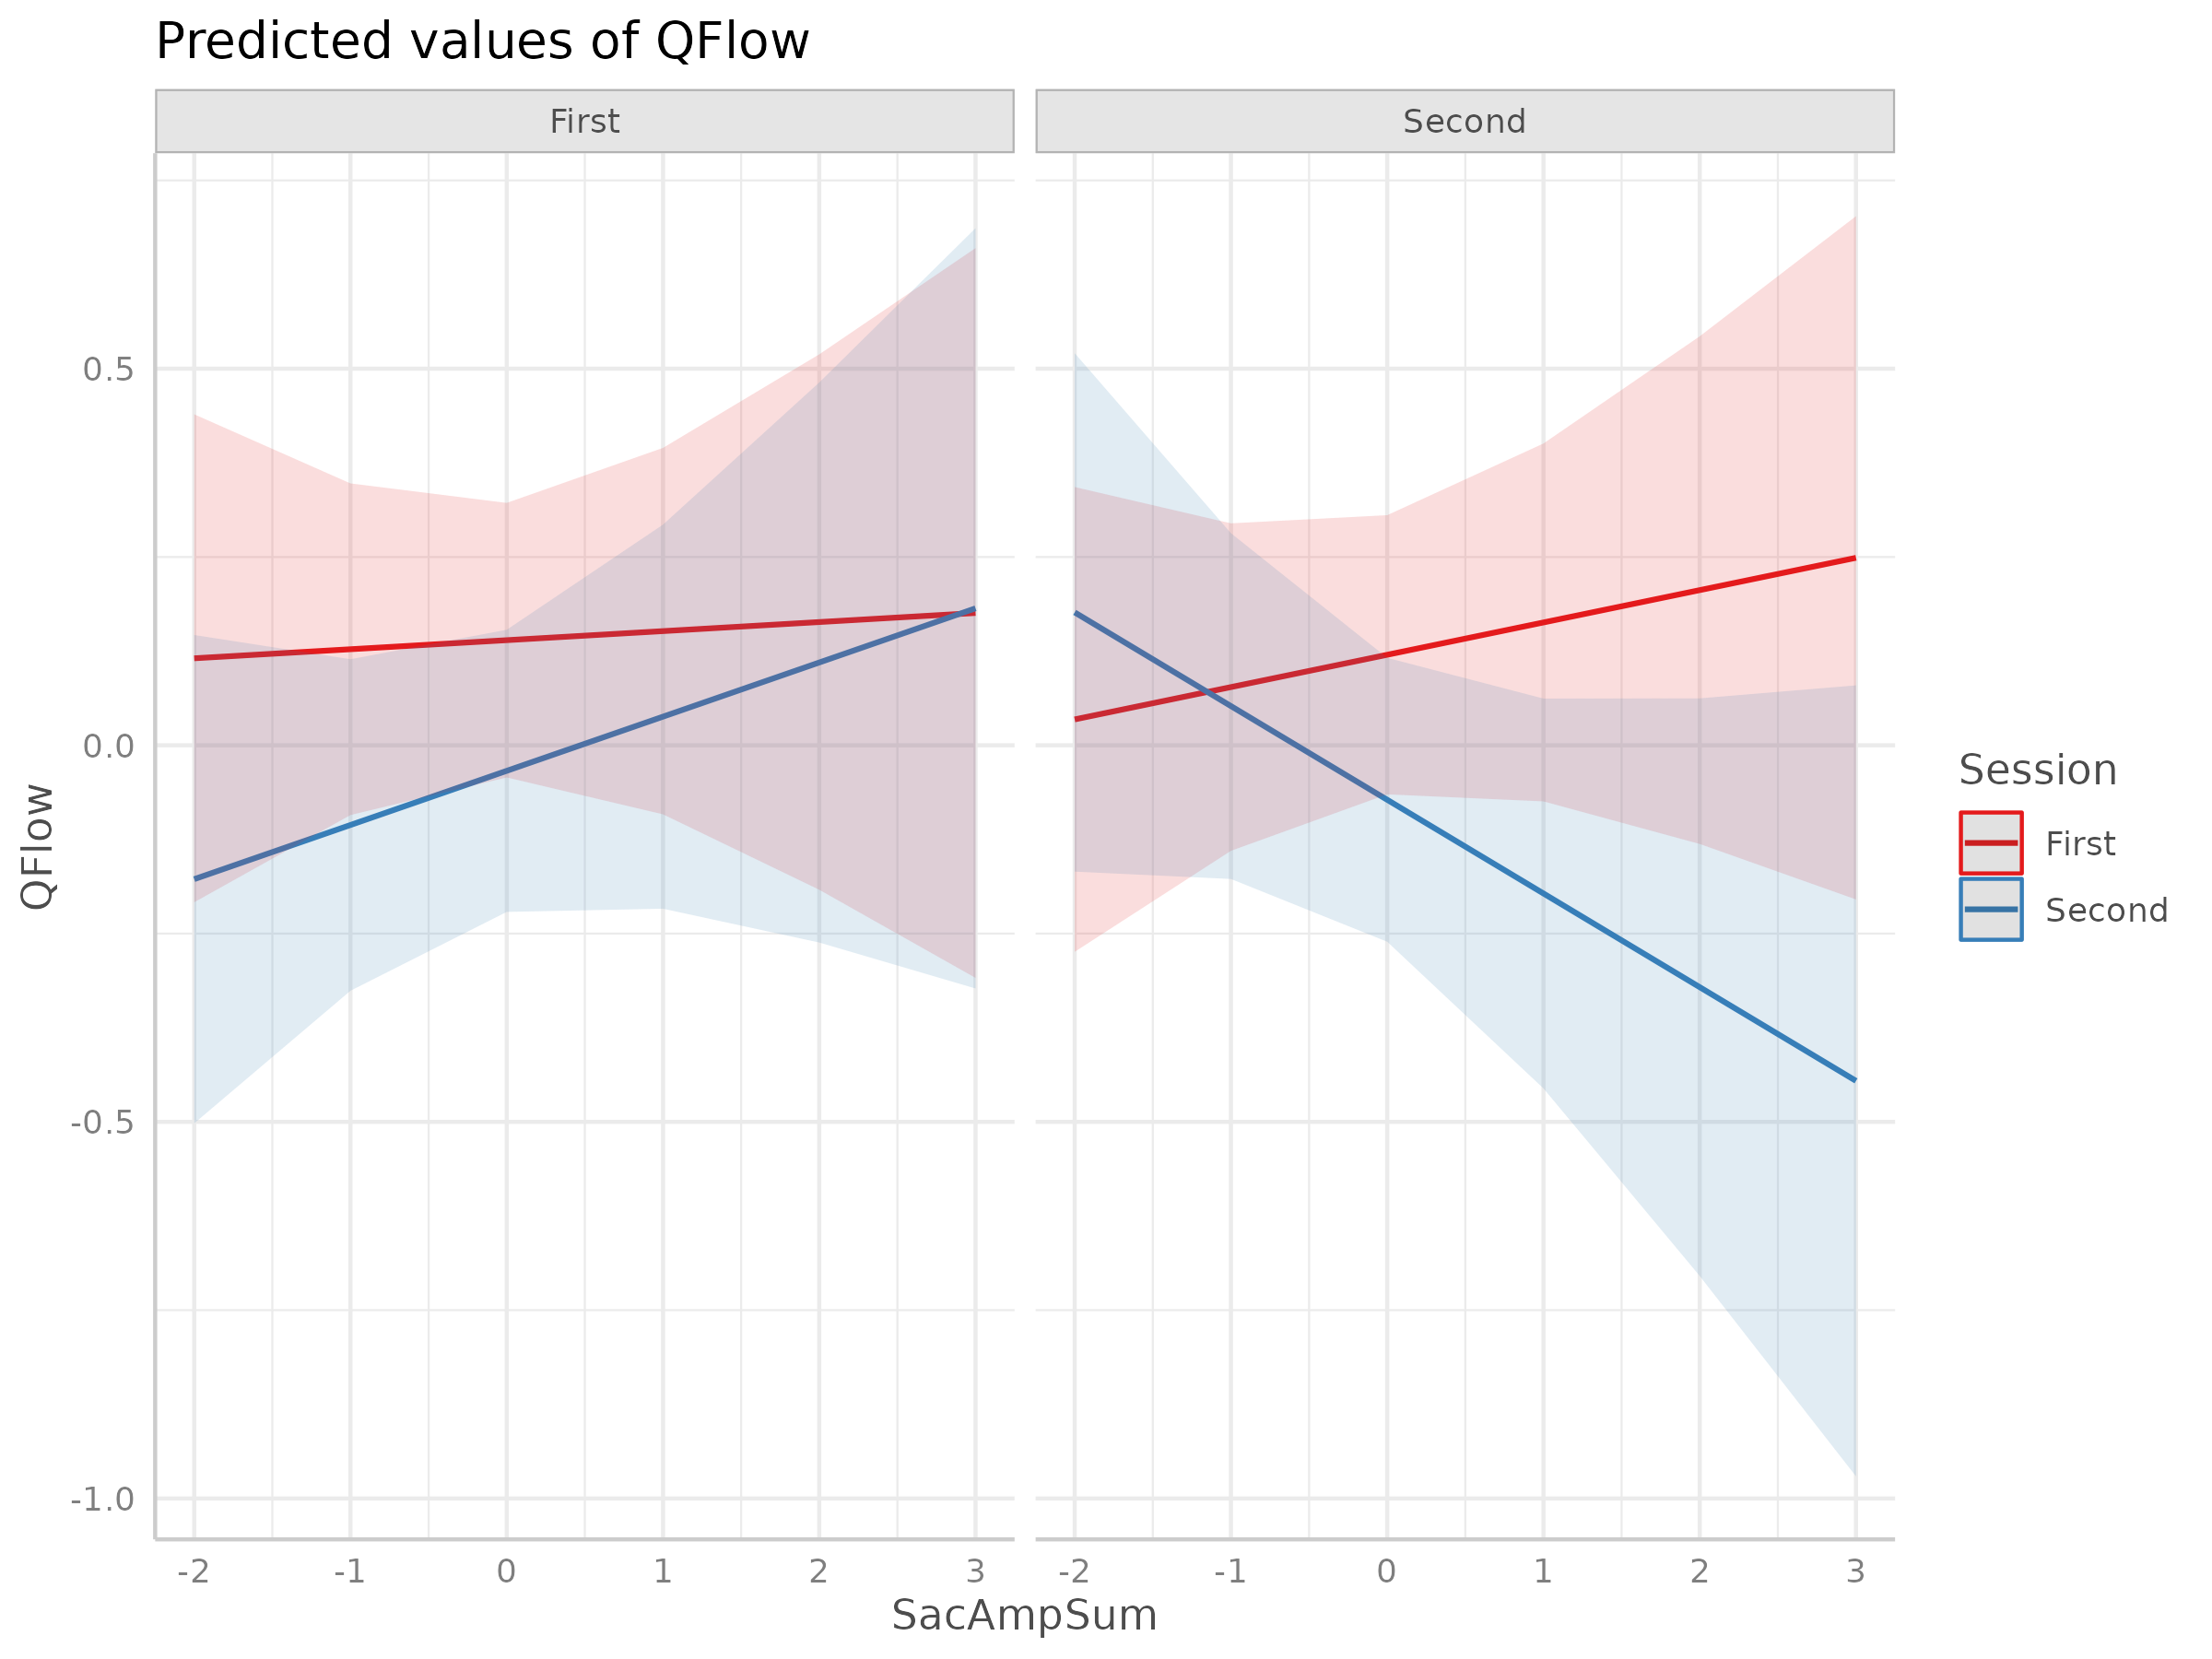 Predicted values of QFlow
First
Second
0.5
0.0
-0.5
-1.0
QFlow
-2 -1 0 1 2 3
-2 -1 0 1 2 3
SacAmpSum
Session
First
Second